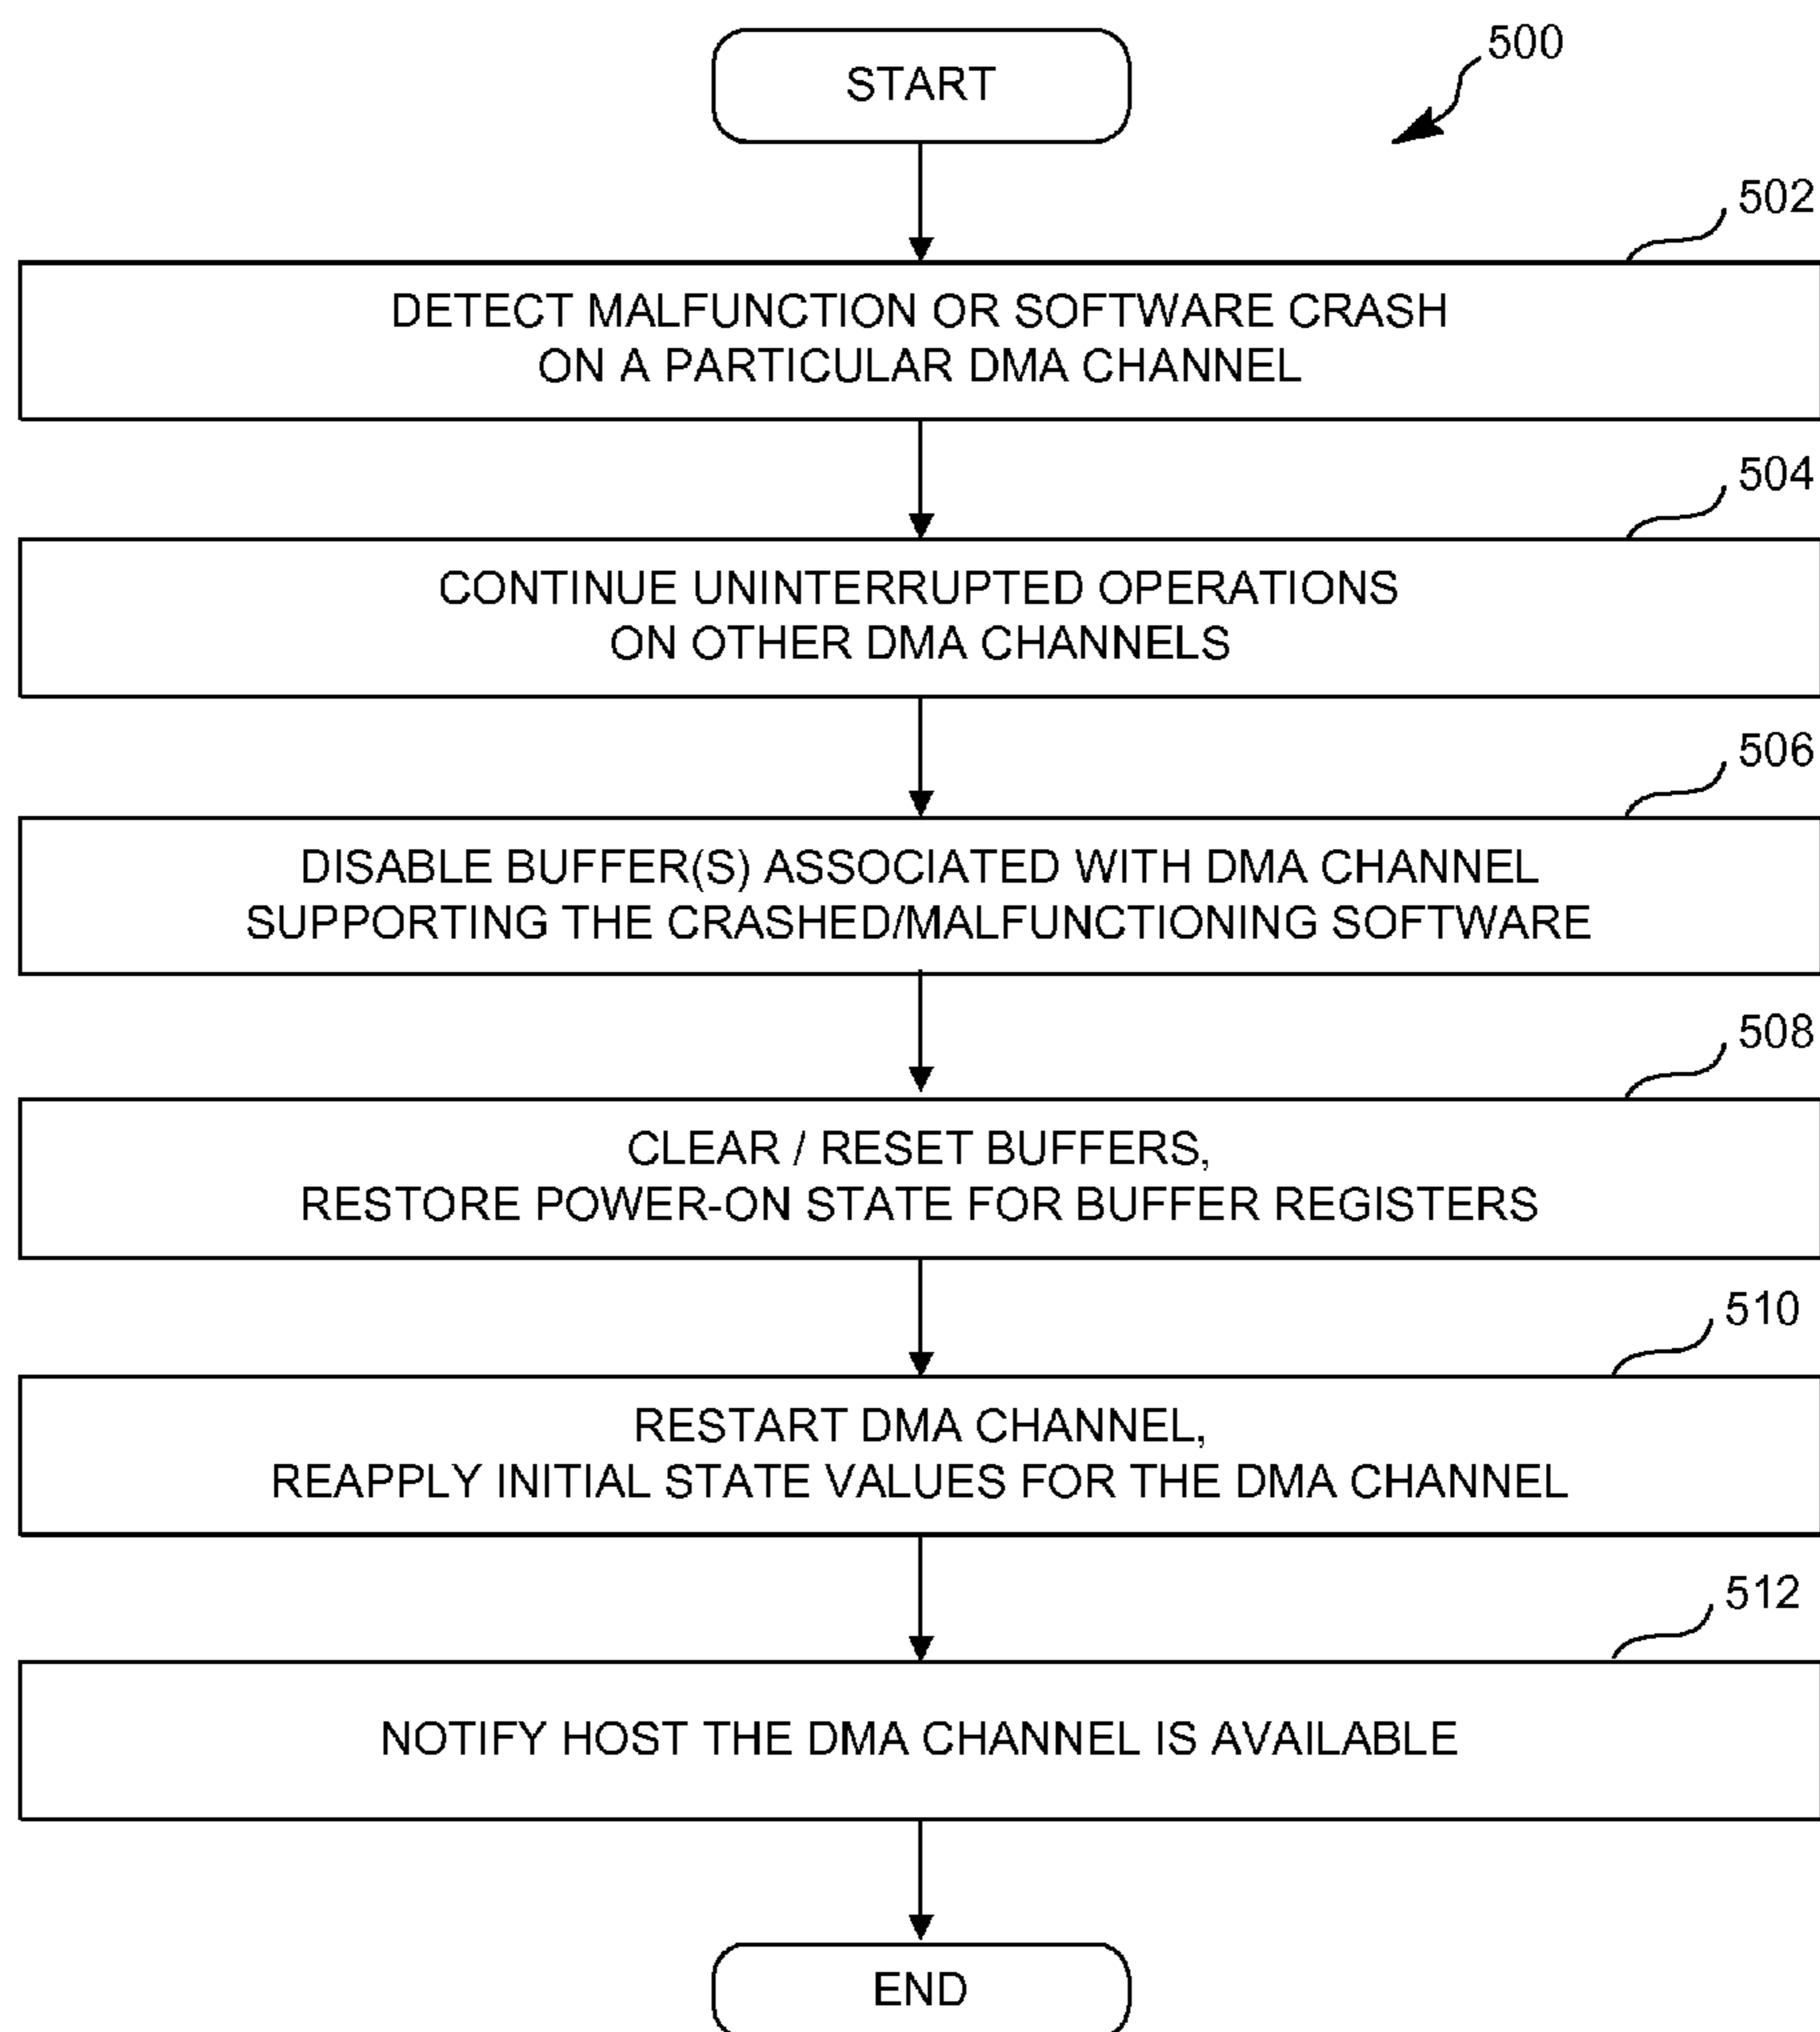 START
500
502
DETECT MALFUNCTION OR SOFTWARE CRASH
ON A PARTICULAR DMA CHANNEL
504
CONTINUE UNINTERRUPTED OPERATIONS
ON OTHER DMA CHANNELS
506
DISABLE BUFFER(S) ASSOCIATED WITH DMA CHANNEL
SUPPORTING THE CRASHED/MALFUNCTIONING SOFTWARE
508
CLEAR / RESET BUFFERS,
RESTORE POWER-ON STATE FOR BUFFER REGISTERS
510
RESTART DMA CHANNEL,
REAPPLY INITIAL STATE VALUES FOR THE DMA CHANNEL
512
NOTIFY HOST THE DMA CHANNEL IS AVAILABLE
END